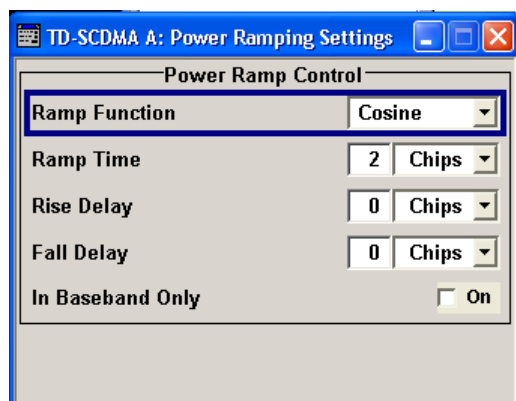 TD-SCDMA A: Power Ramping Settings
Power Ramp Control
Ramp Function Cosine
Ramp Time 2 Chips
Rise Delay 0 Chips
Fall Delay 0 Chips
In Baseband Only On